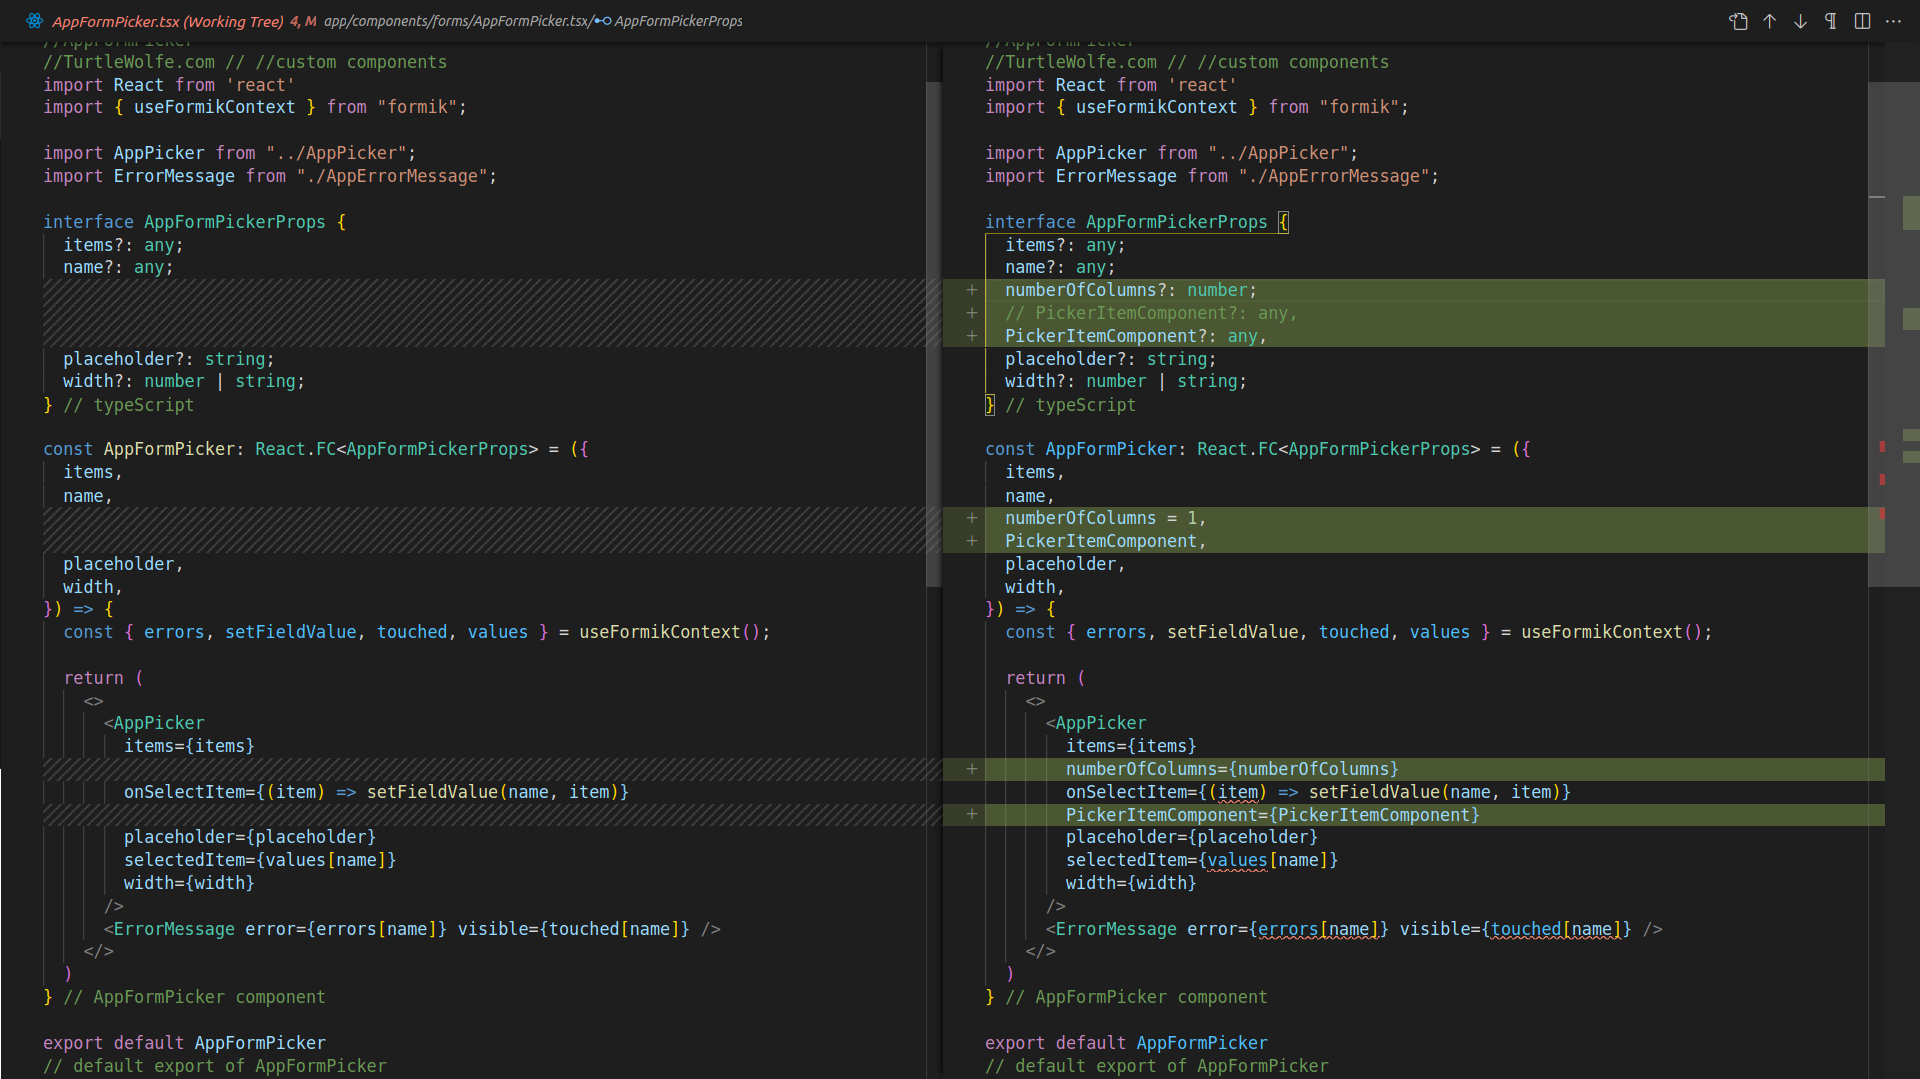 AppFormPicker.tsx (Working Tree) 4, M app/components/forms/AppFormPicker.tsx/ AppFormPickerProps
//AppFormPicker
//TurtleWolfe.com // //custom components
import React from 'react'
import { useFormikContext } from "formik";
import AppPicker from "../AppPicker";
import ErrorMessage from "./AppErrorMessage";
interface AppFormPickerProps {
items?: any;
name?: any;
placeholder?: string;
width?: number | string;
} // typeScript
const AppFormPicker: React.FC<AppFormPickerProps> = ({
items,
name,
placeholder,
width,
}) => {
const { errors, setFieldValue, touched, values } = useFormikContext();
return (
<>
<AppPicker
items={items}
onSelectItem={(item) => setFieldValue(name, item)}
placeholder={placeholder}
selectedItem={values[name]}
width={width}
/>
<ErrorMessage error={errors[name]} visible={touched[name]} />
</>
)
} // AppFormPicker component
export default AppFormPicker
// default export of AppFormPicker
//AppFormPicker
//TurtleWolfe.com // //custom components
import React from 'react'
import { useFormikContext } from "formik";
import AppPicker from "../AppPicker";
import ErrorMessage from "./AppErrorMessage";
interface AppFormPickerProps {
items?: any;
name?: any;
+ numberOfColumns?: number;
+ // PickerItemComponent?: any,
+ PickerItemComponent?: any,
placeholder?: string;
width?: number | string;
} // typeScript
const AppFormPicker: React.FC<AppFormPickerProps> = ({
items,
name,
+ numberOfColumns = 1,
+ PickerItemComponent,
placeholder,
width,
}) => {
const { errors, setFieldValue, touched, values } = useFormikContext();
return (
<>
<AppPicker
items={items}
+ numberOfColumns={numberOfColumns}
onSelectItem={(item) => setFieldValue(name, item)}
+ PickerItemComponent={PickerItemComponent}
placeholder={placeholder}
selectedItem={values[name]}
width={width}
/>
<ErrorMessage error={errors[name]} visible={touched[name]} />
</>
)
} // AppFormPicker component
export default AppFormPicker
// default export of AppFormPicker